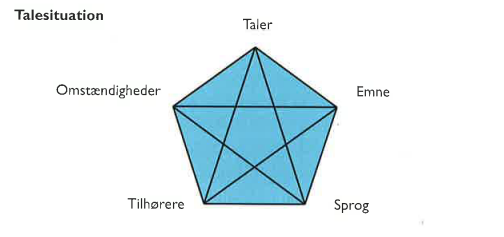 Talesituation
Taler
Omstændigheder
Emne
Tilhørere
Sprog